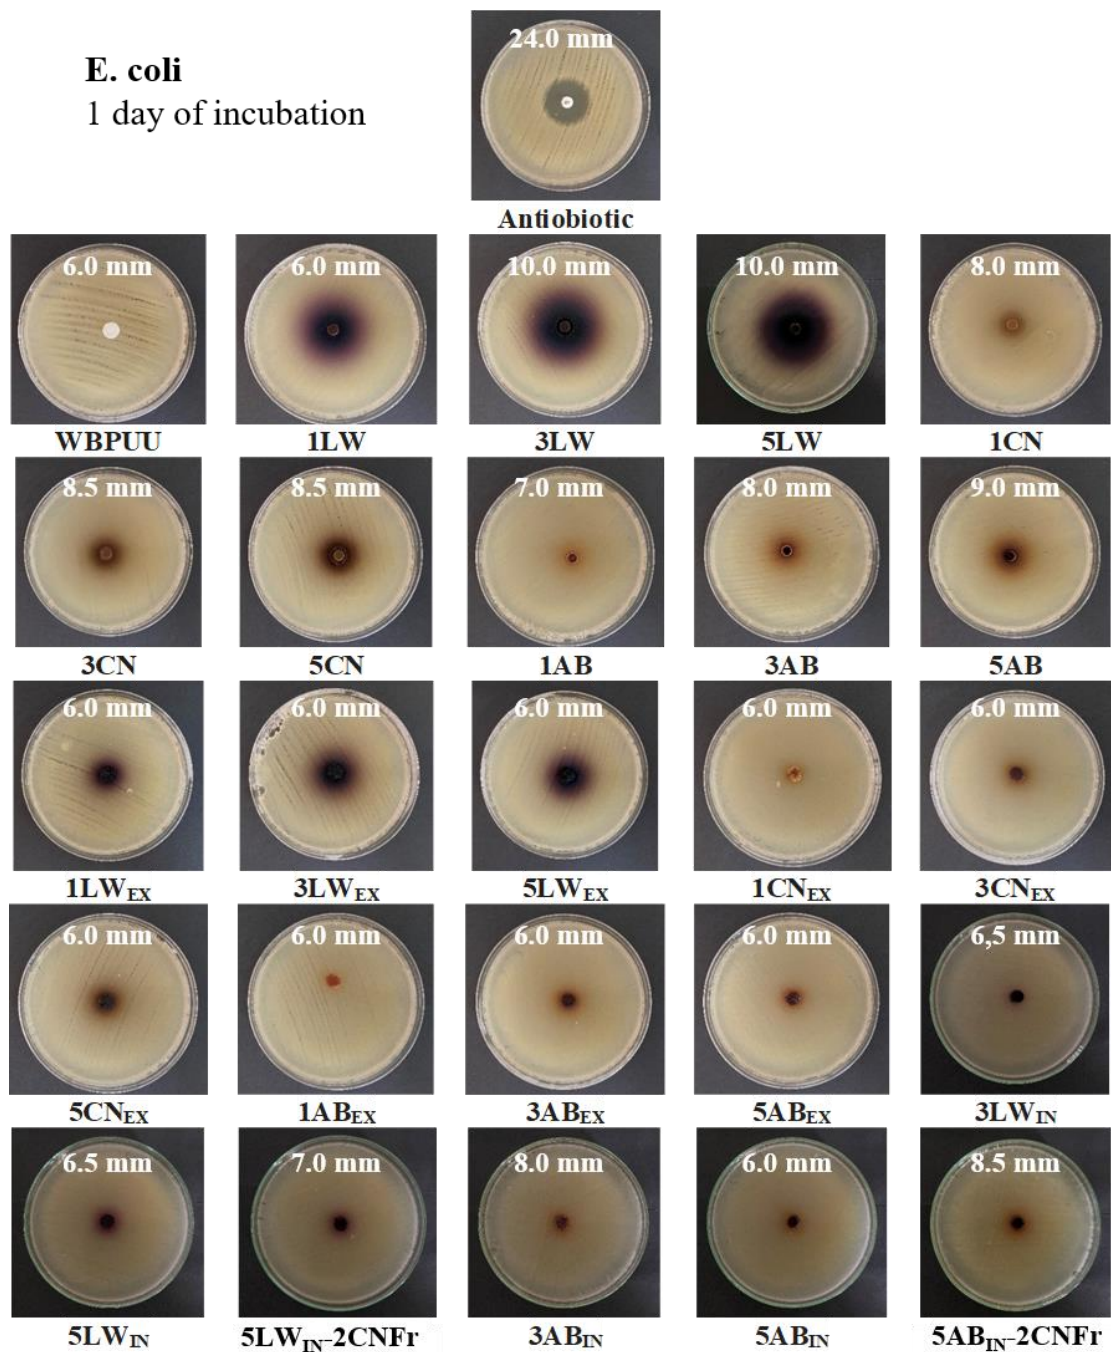 E. coli
1 day of incubation
24.0 mm
Antiobiotic
6.0 mm 6.0 mm 10.0 mm 10.0 mm 8.0 mm
WBPUU 1LW 3LW 5LW 1CN
8.5 mm 8.5 mm 7.0 mm 8.0 mm 9.0 mm
3CN 5CN 1AB 3AB 5AB
6.0 mm 6.0 mm 6.0 mm 6.0 mm 6.0 mm
1LWEX 3LWEX 5LWEX 1CNEX 3CNEX
6.0 mm 6.0 mm 6.0 mm 6.0 mm 6,5 mm
5CNEX 1ABEX 3ABEX 5ABEX 3LWIN
6.5 mm 7.0 mm 8.0 mm 6.0 mm 8.5 mm
5LWIN 5LWIN-2CNFr 3ABIN 5ABIN 5ABIN-2CNFr